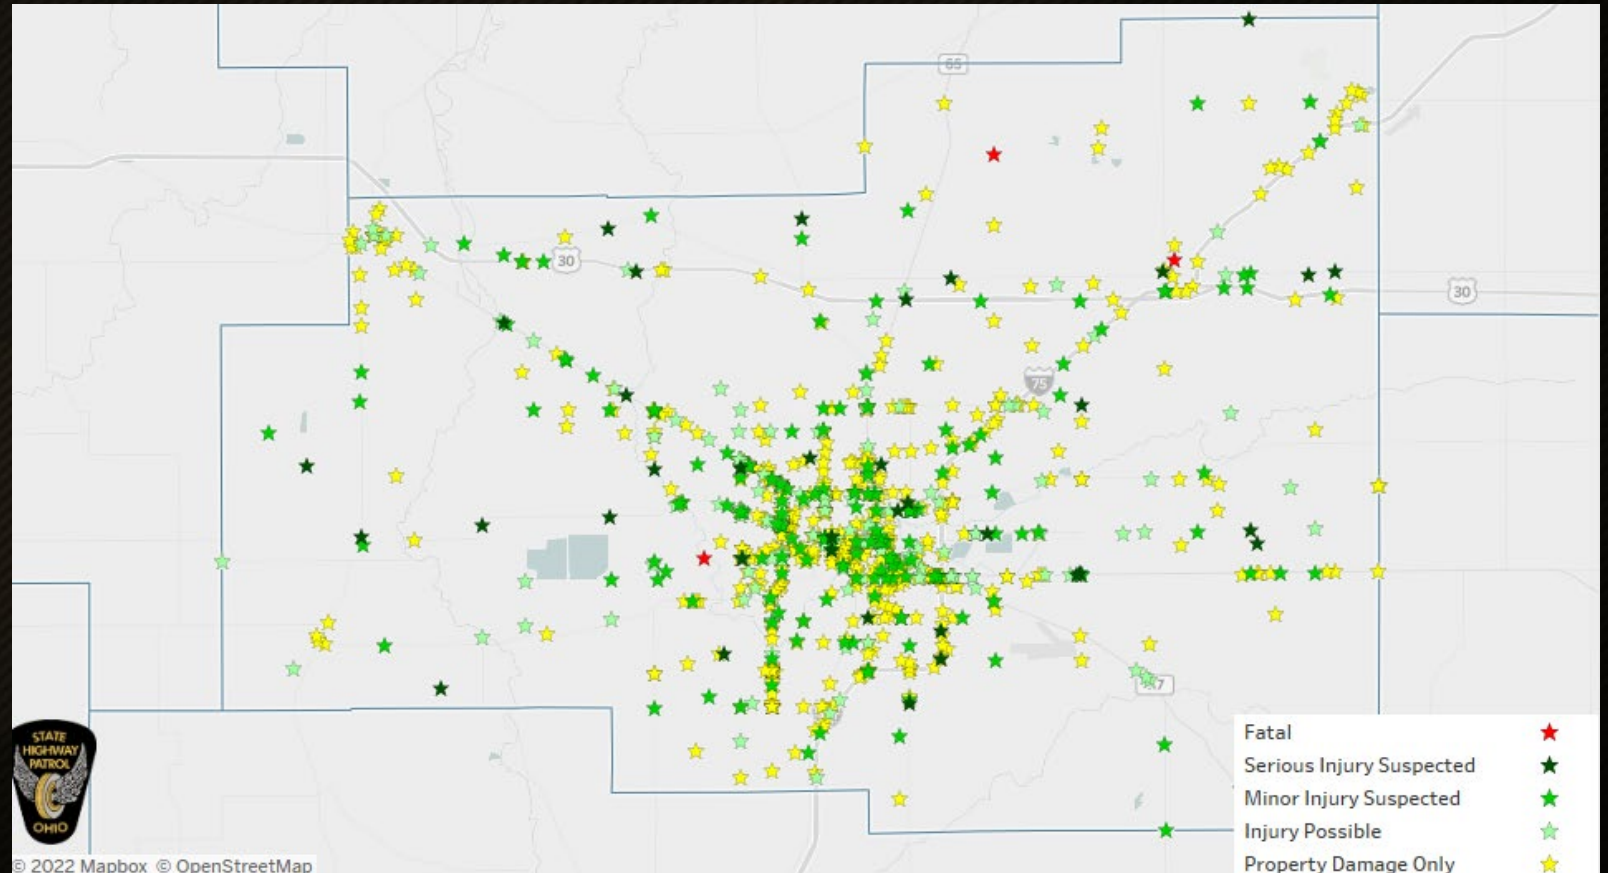 65
30
30
75
STATE
HIGHWAY
PATROL
OHIO
Fatal
Serious Injury Suspected
Minor Injury Suspected
Injury Possible
Property Damage Only
© 2022 Mapbox © OpenStreetMap